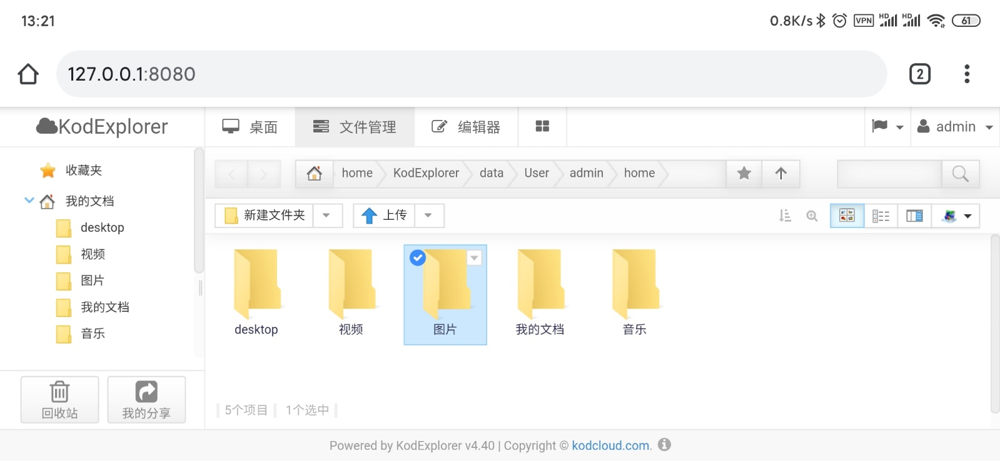 13:21
0.8K/s VPN HD HD 61
127.0.0.1:8080
2
KodExplorer
桌面
文件管理
编辑器
admin
收藏夹
我的文档
desktop
视频
图片
我的文档
音乐
回收站
我的分享
home KodExplorer data User admin home
新建文件夹
上传
desktop
视频
图片
我的文档
音乐
5个项目
1个选中
Powered by KodExplorer v4.40 | Copyright © kodcloud.com.